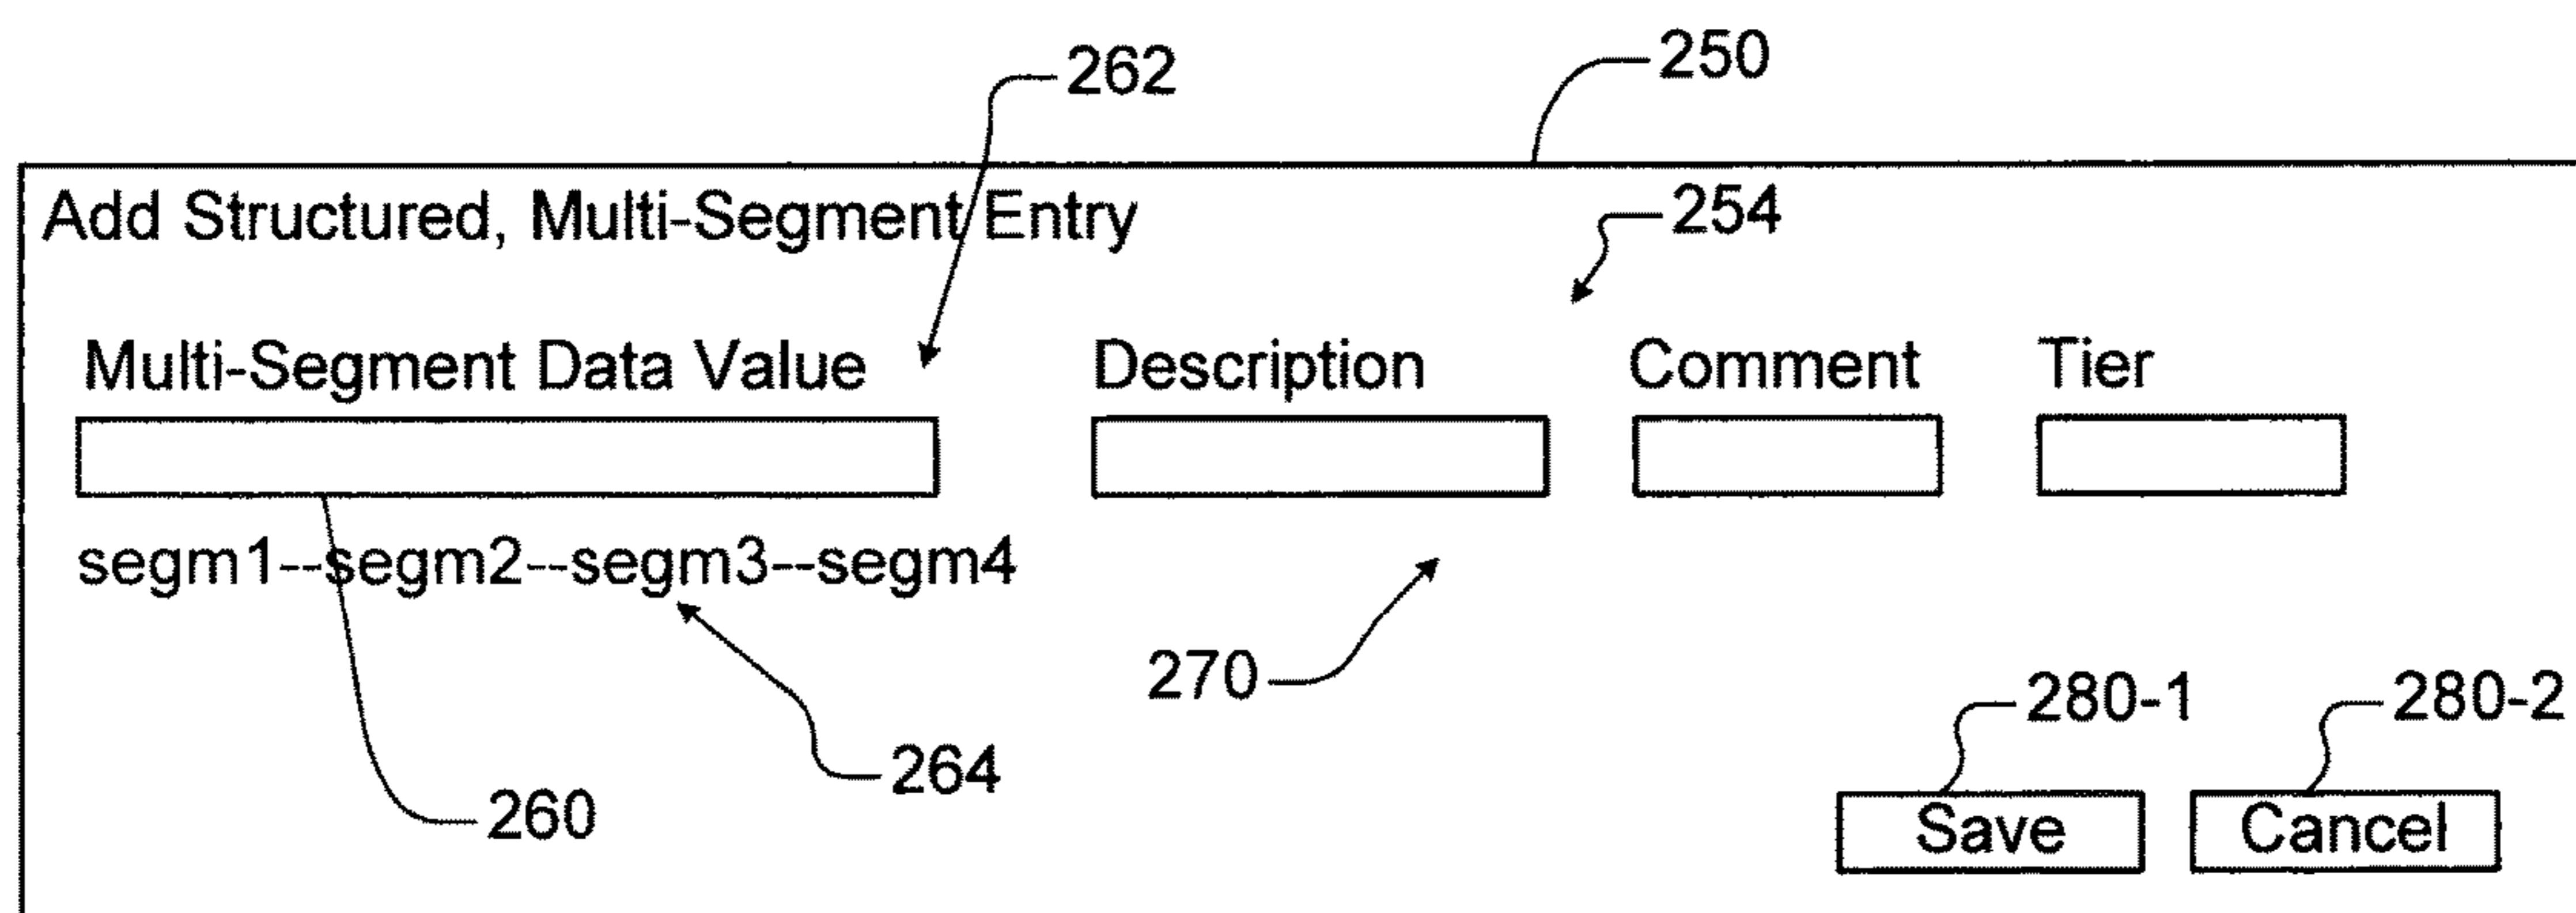 262
250
Add Structured, Multi-Segment Entry
254
Multi-Segment Data Value Description Comment Tier
segm1--segm2--segm3--segm4
270
280-1 280-2
264
260
Save Cancel